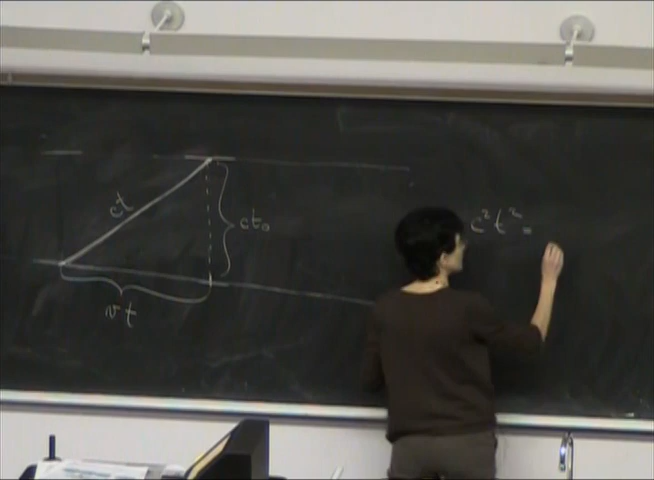 ct
ct₀
vt
c²t² =